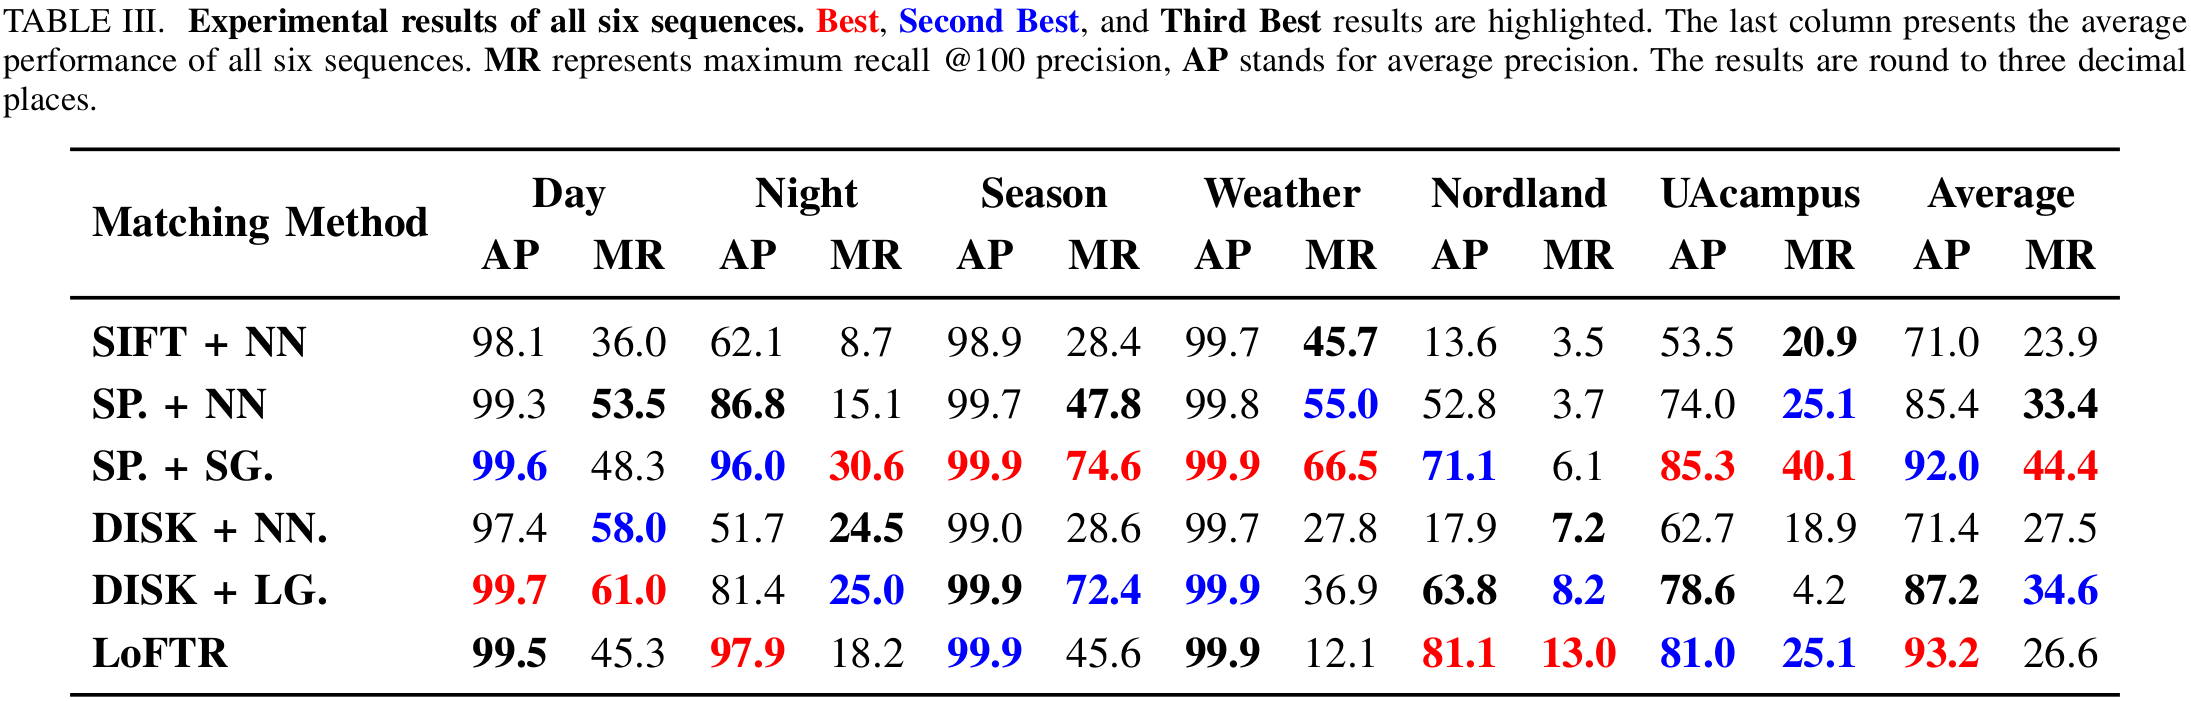 TABLE III. Experimental results of all six sequences. Best, Second Best, and Third Best results are highlighted. The last column presents the average
performance of all six sequences. MR represents maximum recall @100 precision, AP stands for average precision. The results are round to three decimal
places.
Matching Method Day Night Season Weather Nordland UAcampus Average
AP MR AP MR AP MR AP MR AP MR AP MR AP MR
SIFT + NN 98.1 36.0 62.1 8.7 98.9 28.4 99.7 45.7 13.6 3.5 53.5 20.9 71.0 23.9
SP. + NN 99.3 53.5 86.8 15.1 99.7 47.8 99.8 55.0 52.8 3.7 74.0 25.1 85.4 33.4
SP. + SG. 99.6 48.3 96.0 30.6 99.9 74.6 99.9 66.5 71.1 6.1 85.3 40.1 92.0 44.4
DISK + NN. 97.4 58.0 51.7 24.5 99.0 28.6 99.7 27.8 17.9 7.2 62.7 18.9 71.4 27.5
DISK + LG. 99.7 61.0 81.4 25.0 99.9 72.4 99.9 36.9 63.8 8.2 78.6 4.2 87.2 34.6
LoFTR 99.5 45.3 97.9 18.2 99.9 45.6 99.9 12.1 81.1 13.0 81.0 25.1 93.2 26.6